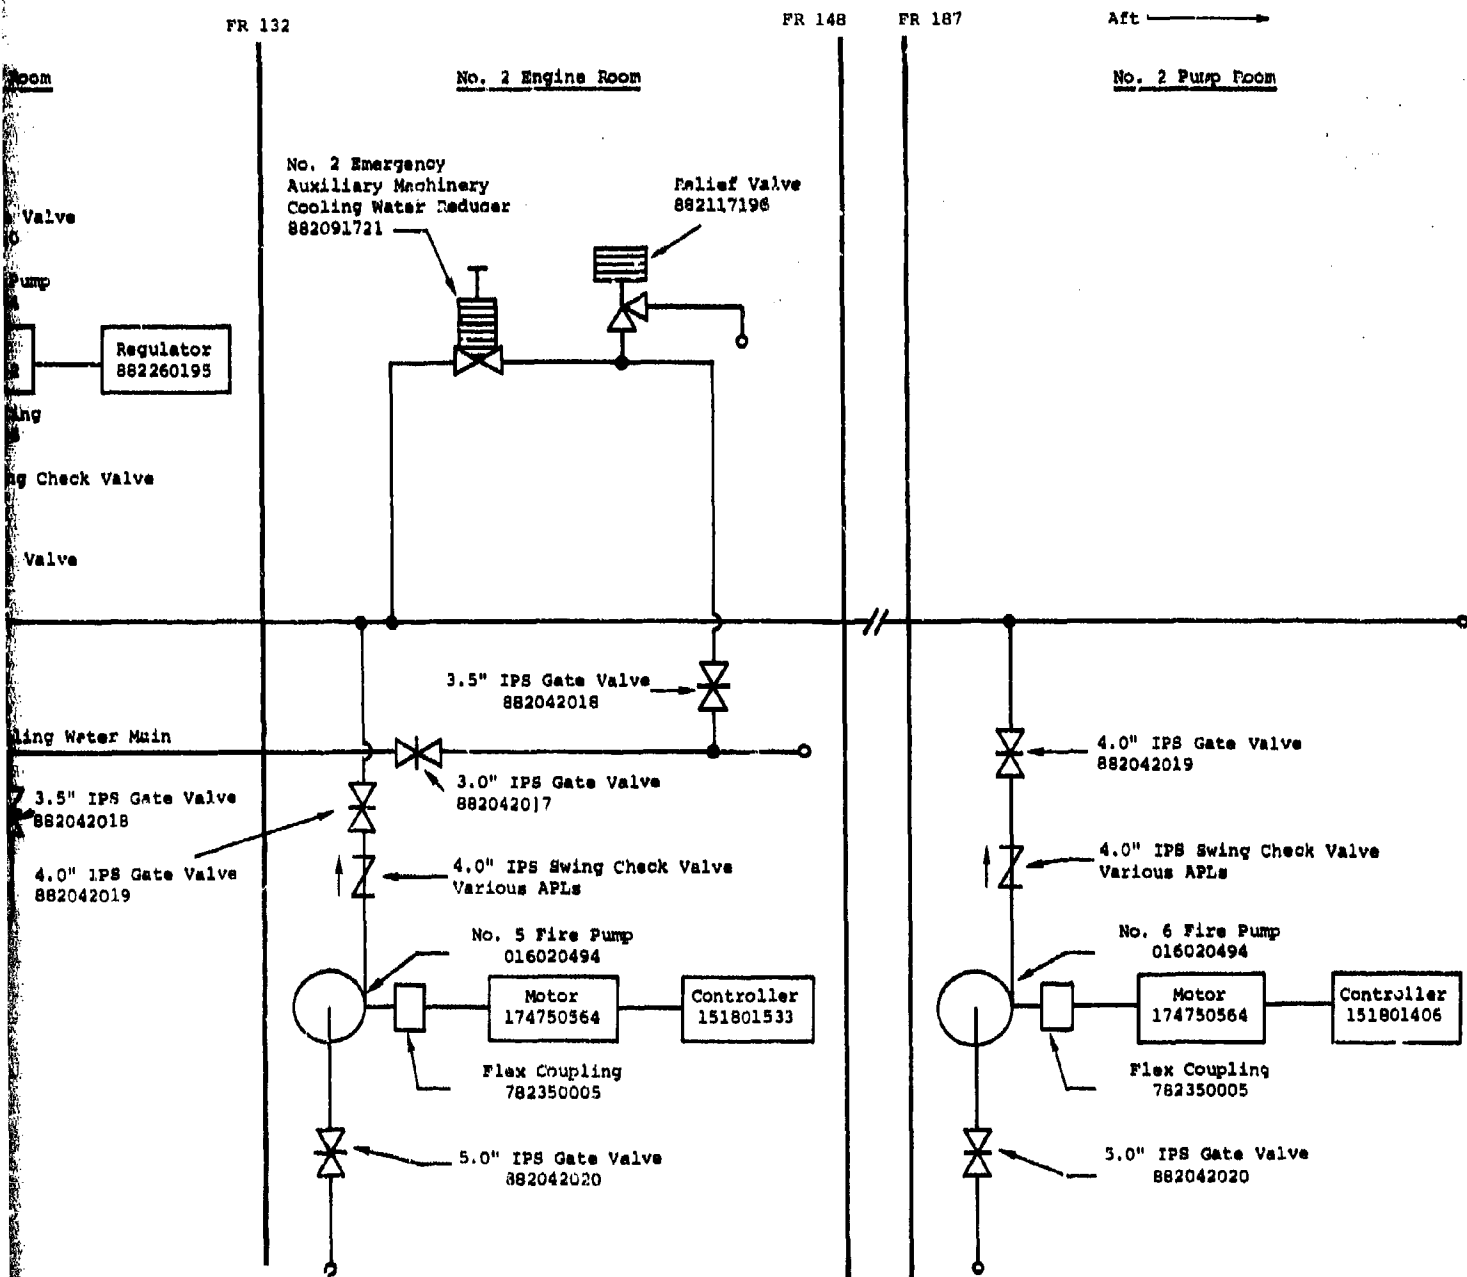 FR 132
FR 148
FR 187
Aft
Room
No. 2 Engine Room
No. 2 Pump Room
No. 2 Emergency
Auxiliary Machinery
Cooling Water Reducer
882091721
Relief Valve
882117196
Valve
Pump
Regulator
882260195
ing
ng Check Valve
Valve
3.5" IPS Gate Valve
882042018
ling Water Main
3.0" IPS Gate Valve
882042017
4.0" IPS Gate Valve
882042019
3.5" IPS Gate Valve
882042018
4.0" IPS Gate Valve
882042019
4.0" IPS Swing Check Valve
Various APLs
4.0" IPS Swing Check Valve
Various APLs
No. 5 Fire Pump
016020494
No. 6 Fire Pump
016020494
Motor
174750564
Controller
151801533
Motor
174750564
Controller
151801406
Flex Coupling
782350005
Flex Coupling
782350005
5.0" IPS Gate Valve
882042020
5.0" IPS Gate Valve
882042020